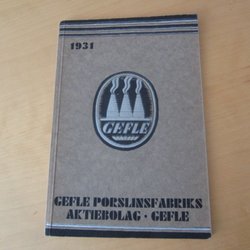 1931
GEFLE
GEFLE PORSLINSFABRIKS
AKTIEBOLAG · GEFLE